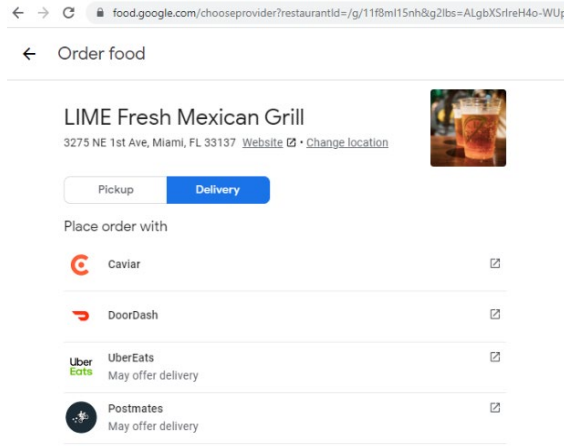 food.google.com/chooseprovider?restaurantId=/g/11f8ml15nh&g2lbs=ALgbXSrIreH4o-WUp
Order food
LIME Fresh Mexican Grill
3275 NE 1st Ave, Miami, FL 33137 Website • Change location
Pickup Delivery
Place order with
Caviar
DoorDash
Uber Eats
UberEats
May offer delivery
Postmates
May offer delivery